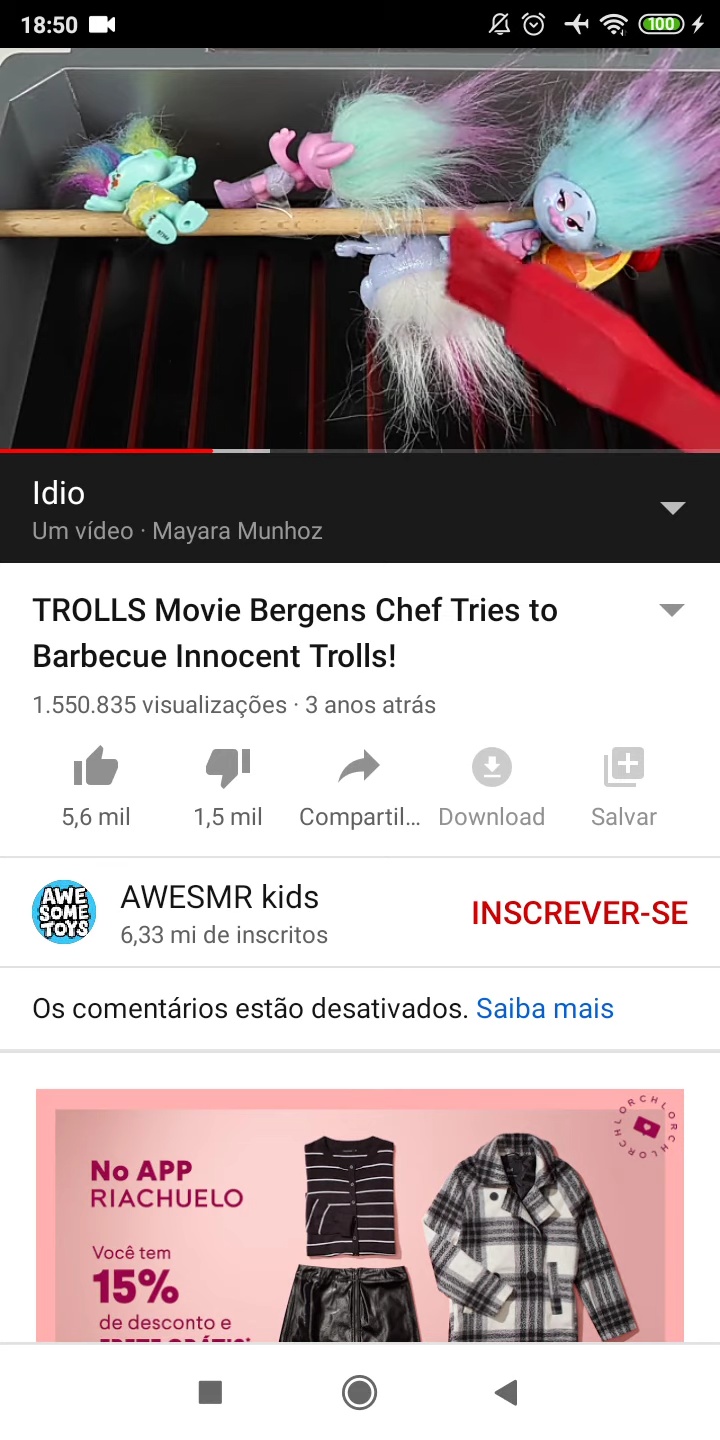 18:50
100
Idio
Um vídeo · Mayara Munhoz
TROLLS Movie Bergens Chef Tries to
Barbecue Innocent Trolls!
1.550.835 visualizações · 3 anos atrás
5,6 mil
1,5 mil
Compartil...
Download
Salvar
AWE
SOME
TOYS
AWESMR kids
6,33 mi de inscritos
INSCREVER-SE
Os comentários estão desativados. Saiba mais
No APP
RIACHUELO
Você tem
15%
de desconto e